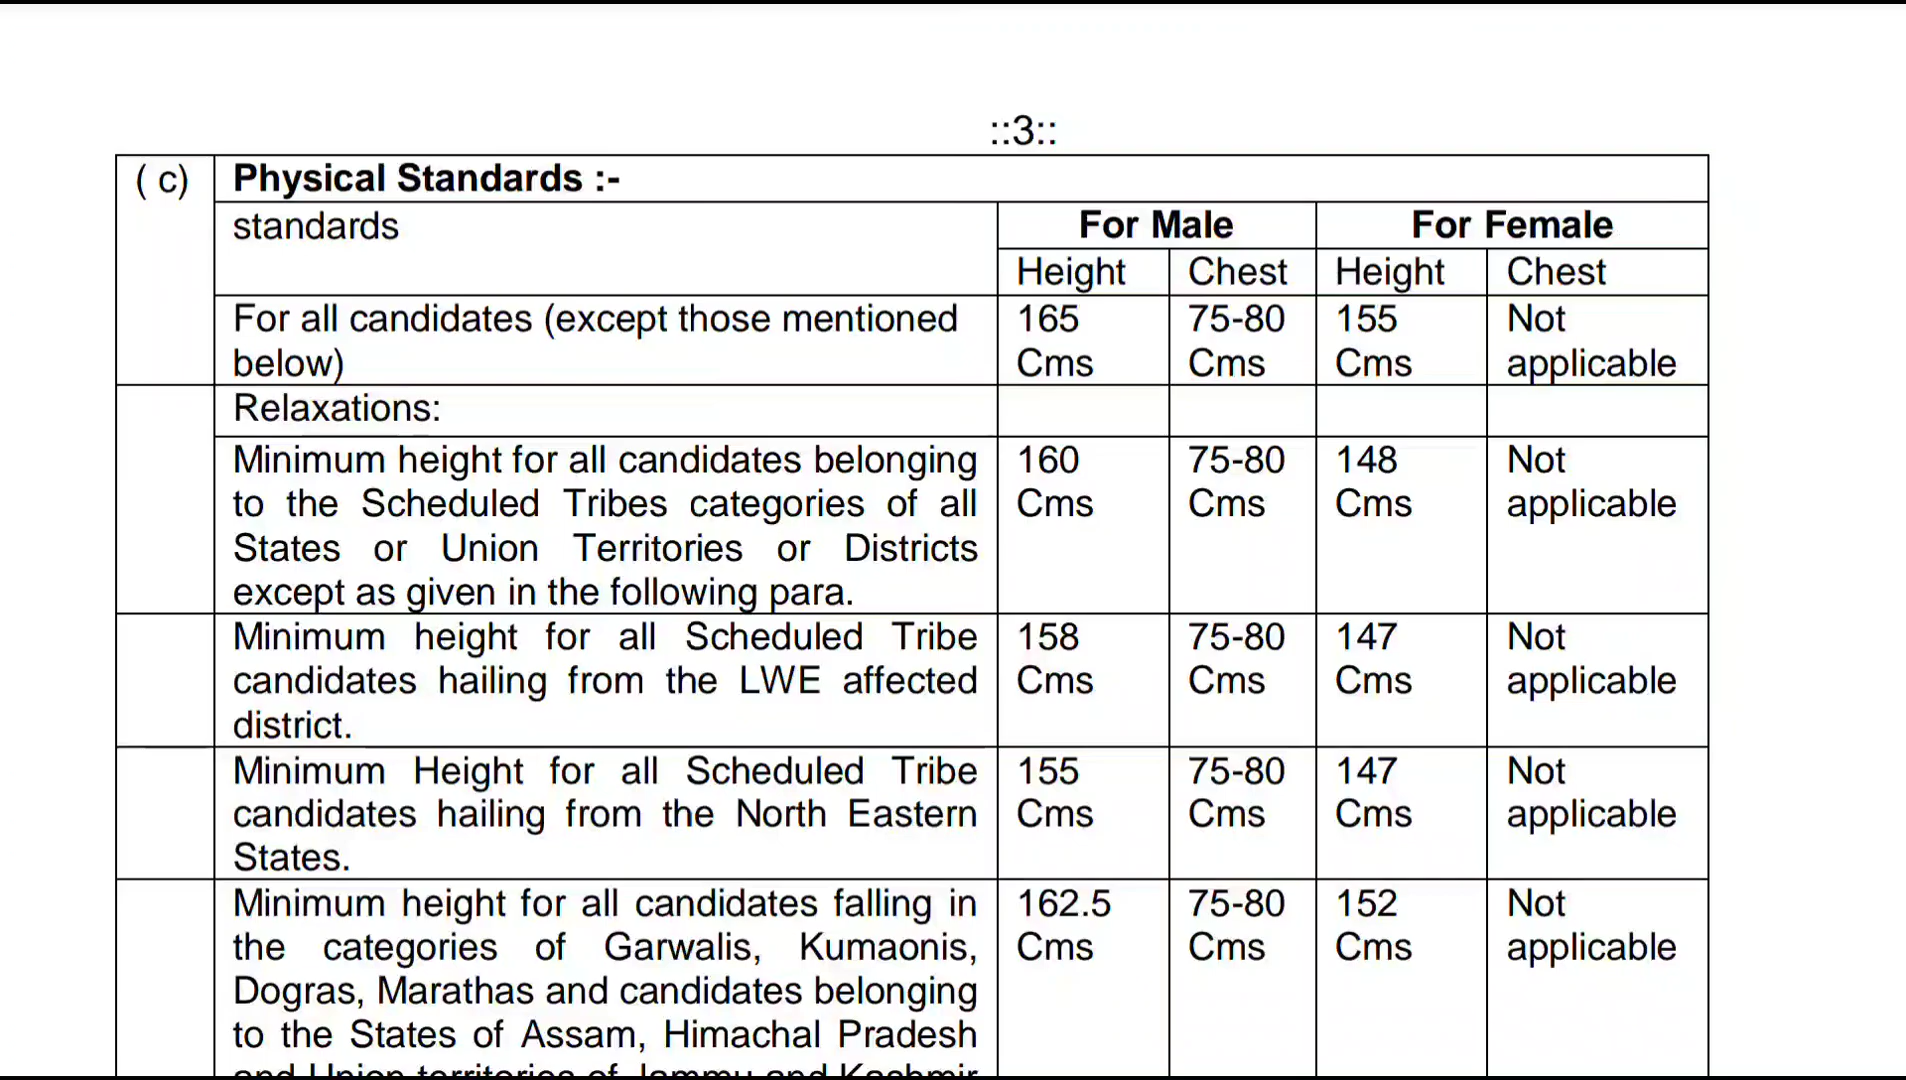 ::3::
( c) Physical Standards :-
standards For Male For Female
Height Chest Height Chest
For all candidates (except those mentioned 165 75-80 155 Not
below) Cms Cms Cms applicable
Relaxations:
Minimum height for all candidates belonging 160 75-80 148 Not
to the Scheduled Tribes categories of all Cms Cms Cms applicable
States or Union Territories or Districts
except as given in the following para.
Minimum height for all Scheduled Tribe 158 75-80 147 Not
candidates hailing from the LWE affected Cms Cms Cms applicable
district.
Minimum Height for all Scheduled Tribe 155 75-80 147 Not
candidates hailing from the North Eastern Cms Cms Cms applicable
States.
Minimum height for all candidates falling in 162.5 75-80 152 Not
the categories of Garwalis, Kumaonis, Cms Cms Cms applicable
Dogras, Marathas and candidates belonging
to the States of Assam, Himachal Pradesh
and Union territories of Jammu and Kashmir